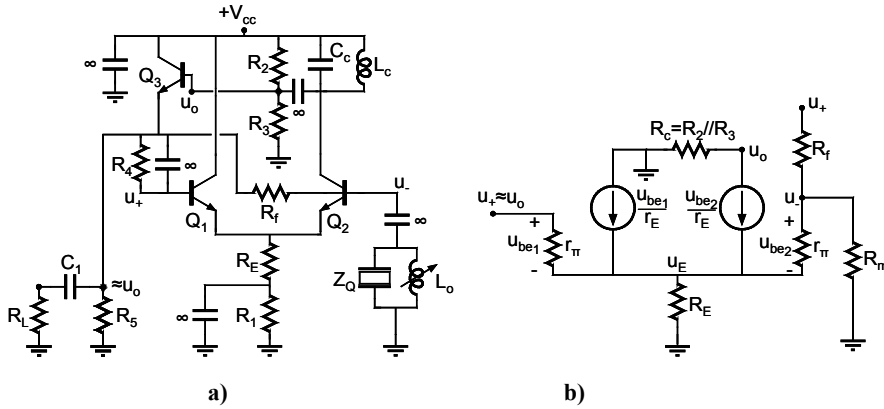 +Vcc
∞
Q3
uo
R2
Cc
Lc
R3
∞
R4
∞
u+
Q1
Rf
Q2
u-
∞
RE
ZQ
Lo
C1
≈uo
RL
R5
∞
R1
a)
u+
Rc=R2//R3
uo
Rf
u+≈uo
ube1
rE
ube2
rE
u-
+
ube1
rπ
-
+
ube2
rπ
-
uE
RE
b)